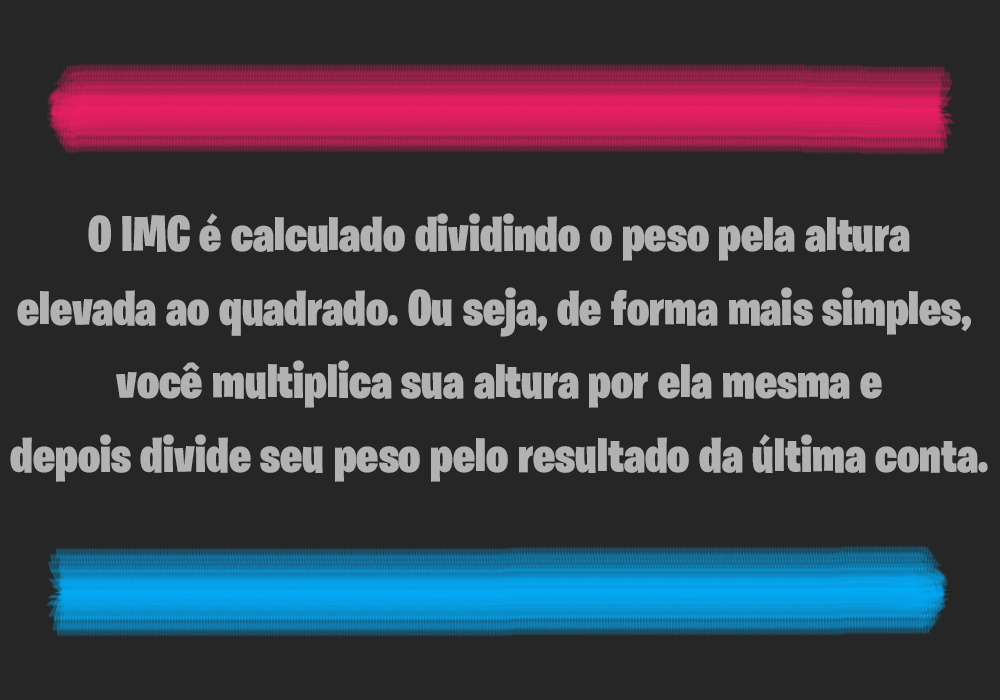 O IMC é calculado dividindo o peso pela altura
elevada ao quadrado. Ou seja, de forma mais simples,
você multiplica sua altura por ela mesma e
depois divide seu peso pelo resultado da última conta.